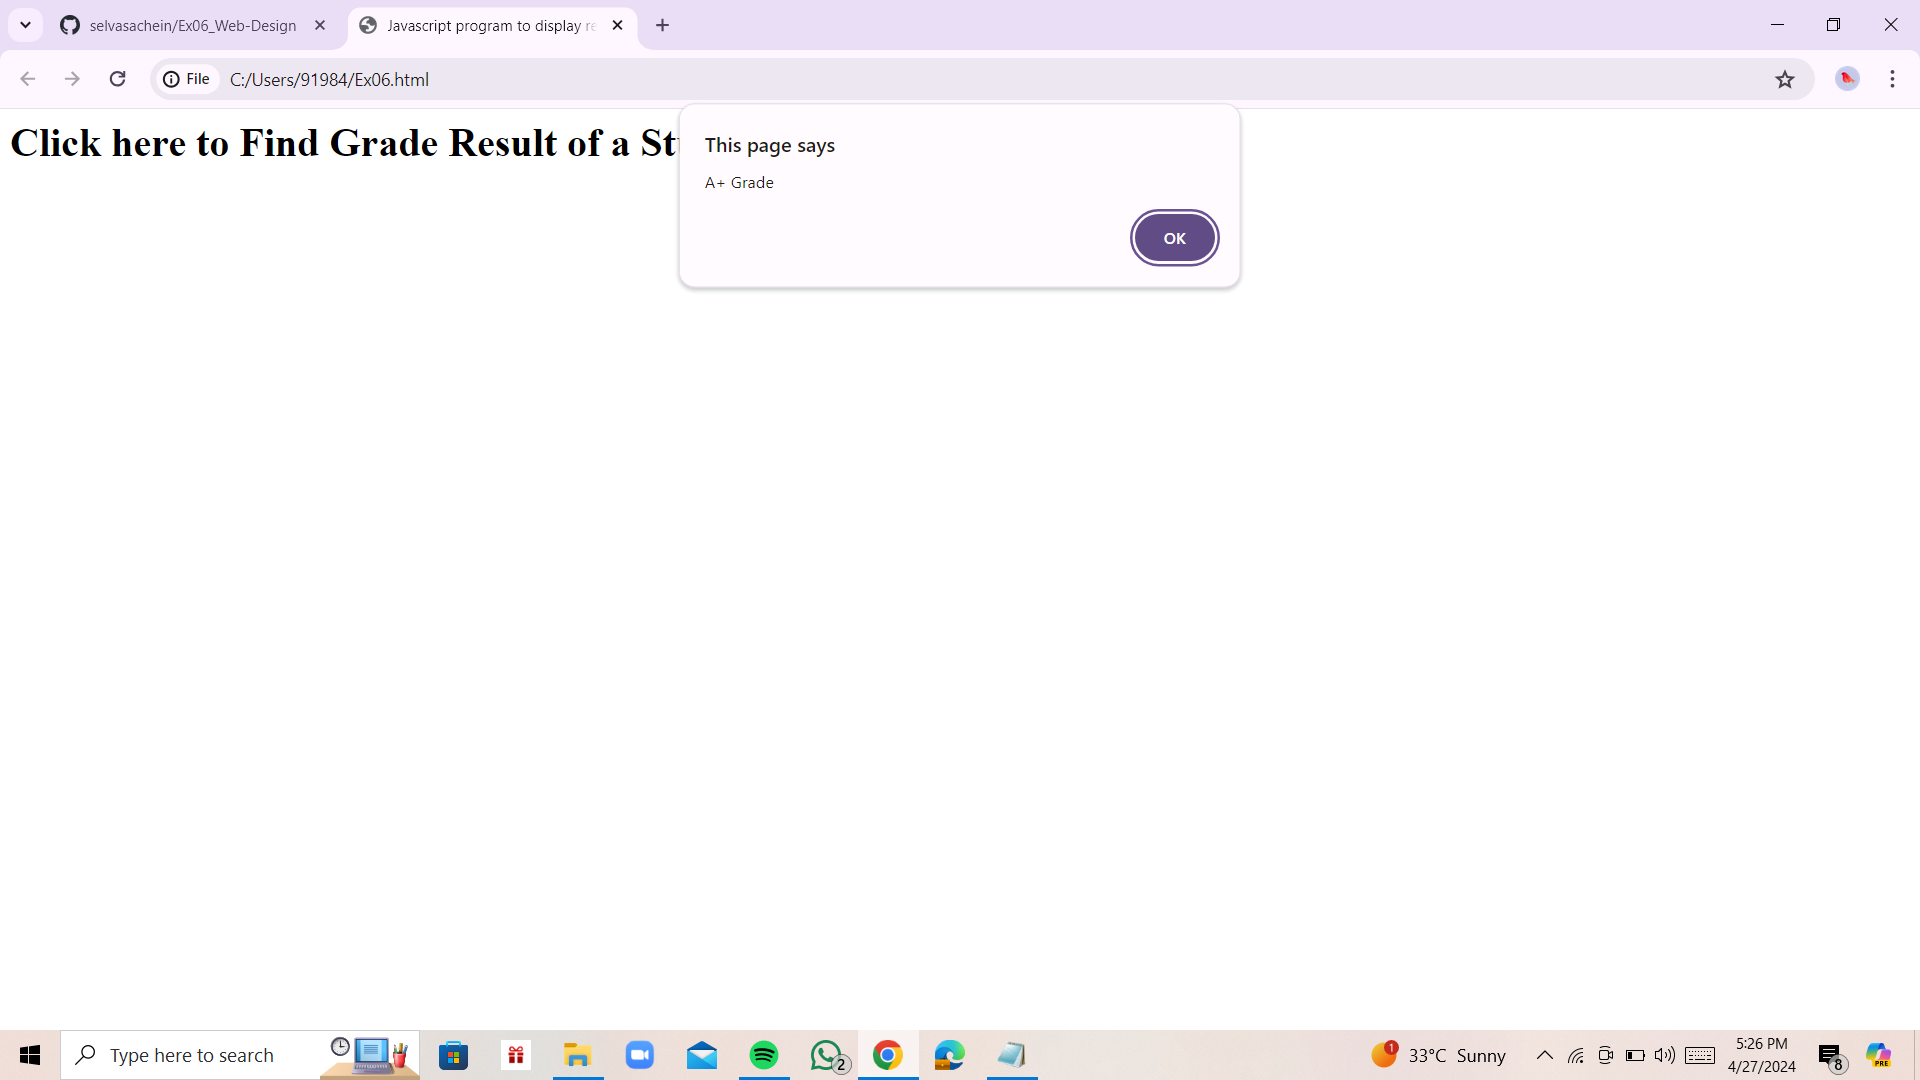 selvasachein/Ex06_Web-Design
Javascript program to display re
File
C:/Users/91984/Ex06.html
Click here to Find Grade Result of a St
This page says
A+ Grade
OK
Type here to search
2
1
33°C Sunny
5:26 PM
4/27/2024
8
PRE